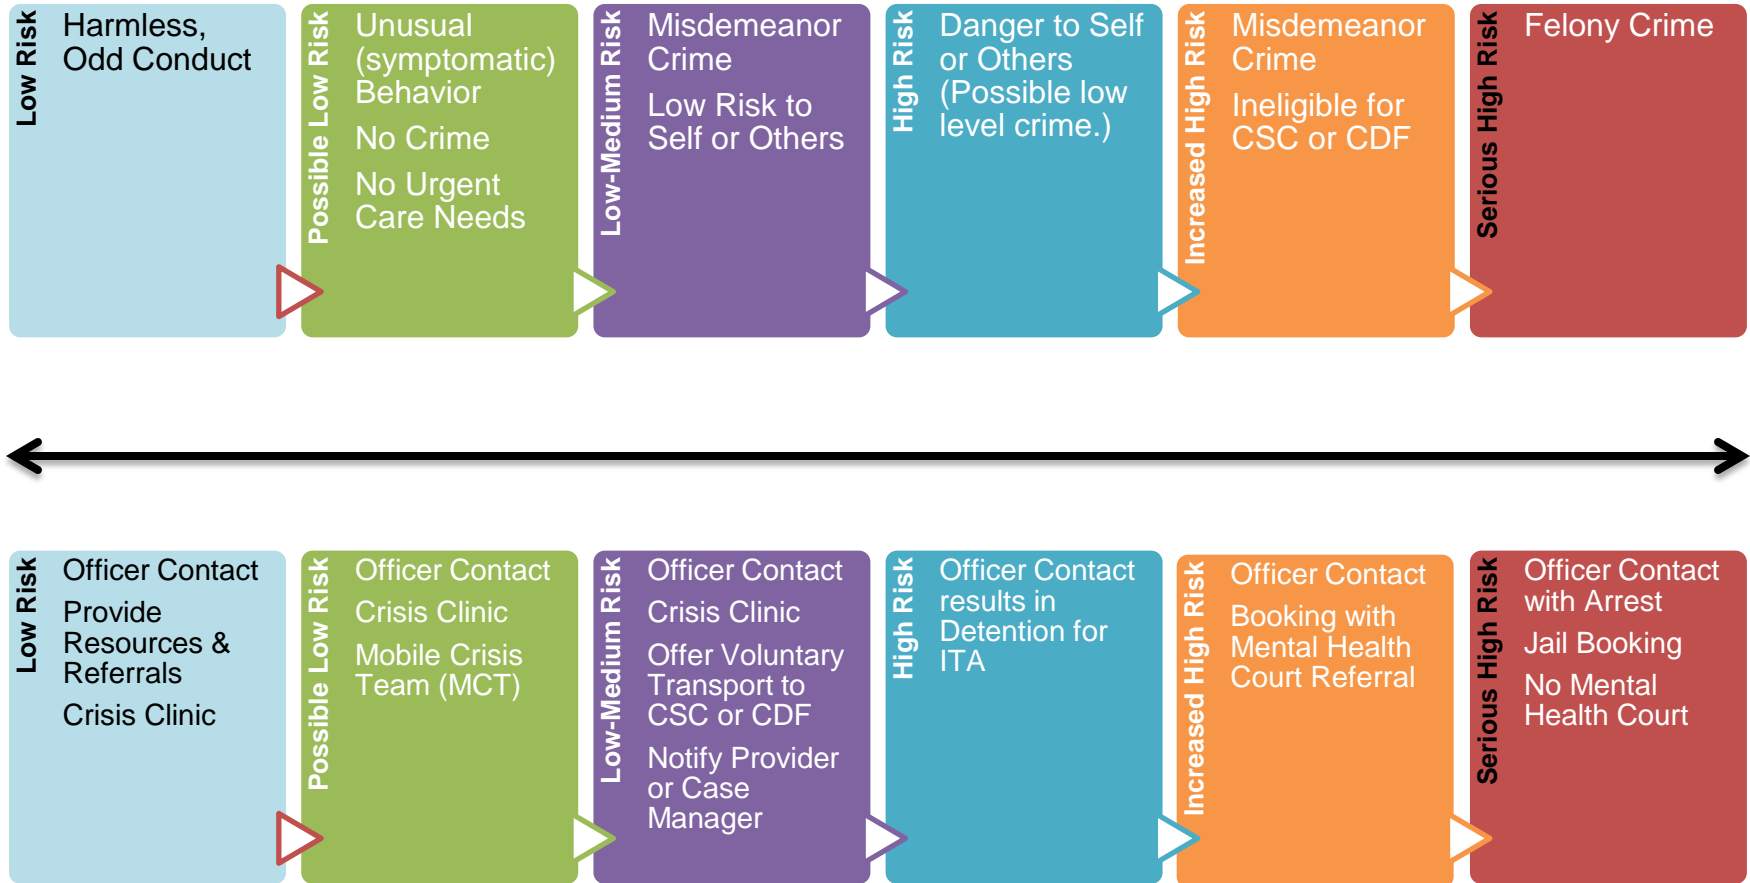 Low Risk
Harmless,
Odd Conduct
Possible Low Risk
Unusual
(symptomatic)
Behavior
No Crime
No Urgent
Care Needs
Low-Medium Risk
Misdemeanor
Crime
Low Risk to
Self or Others
High Risk
Danger to Self
or Others
(Possible low
level crime.)
Increased High Risk
Misdemeanor
Crime
Ineligible for
CSC or CDF
Serious High Risk
Felony Crime
Low Risk
Officer Contact
Provide
Resources &
Referrals
Crisis Clinic
Possible Low Risk
Officer Contact
Crisis Clinic
Mobile Crisis
Team (MCT)
Low-Medium Risk
Officer Contact
Crisis Clinic
Offer Voluntary
Transport to
CSC or CDF
Notify Provider
or Case
Manager
High Risk
Officer Contact
results in
Detention for
ITA
Increased High Risk
Officer Contact
Booking with
Mental Health
Court Referral
Serious High Risk
Officer Contact
with Arrest
Jail Booking
No Mental
Health Court